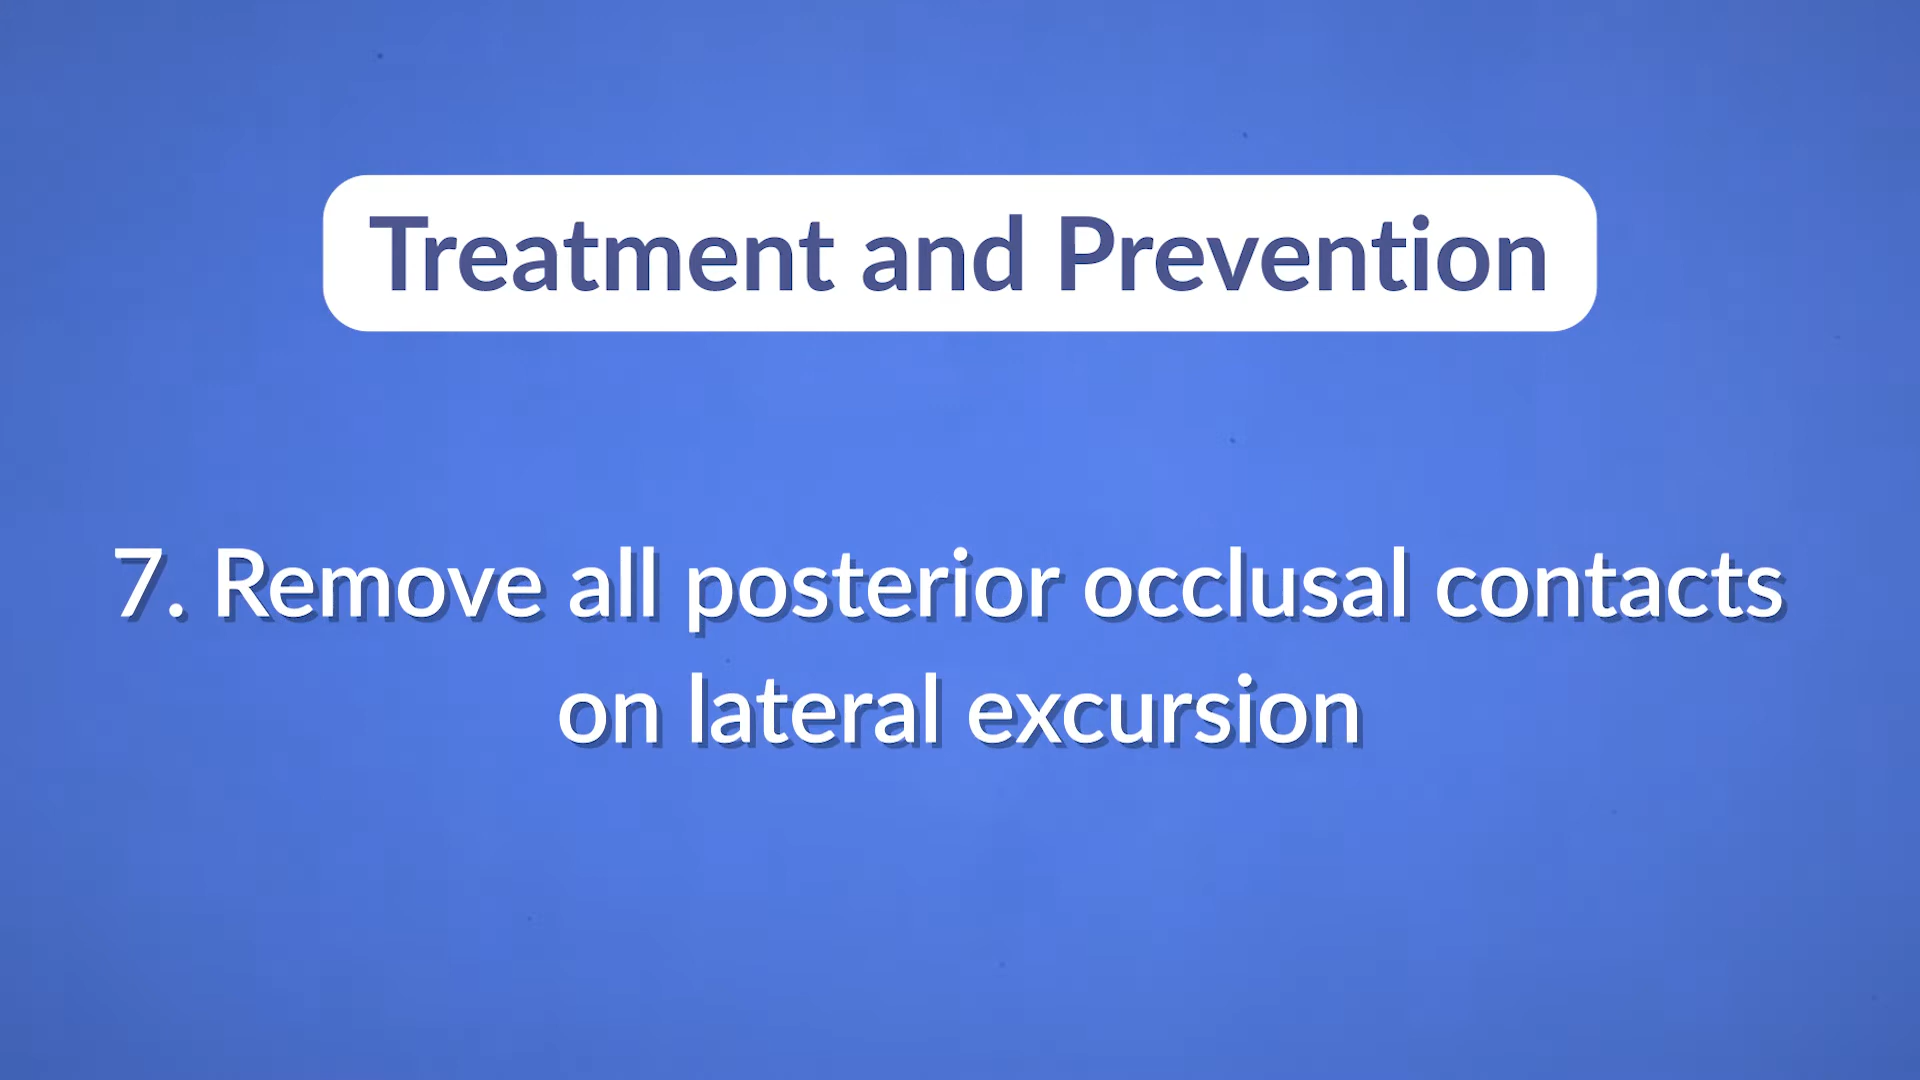 Treatment and Prevention
7. Remove all posterior occlusal contacts
on lateral excursion